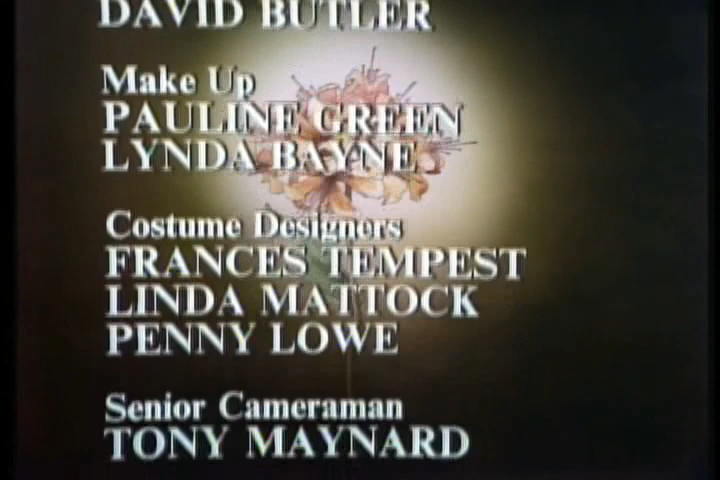 DAVID BUTLER
Make Up
PAULINE GREEN
LYNDA BAYNE
Costume Designers
FRANCES TEMPEST
LINDA MATTOCK
PENNY LOWE
Senior Cameraman
TONY MAYNARD